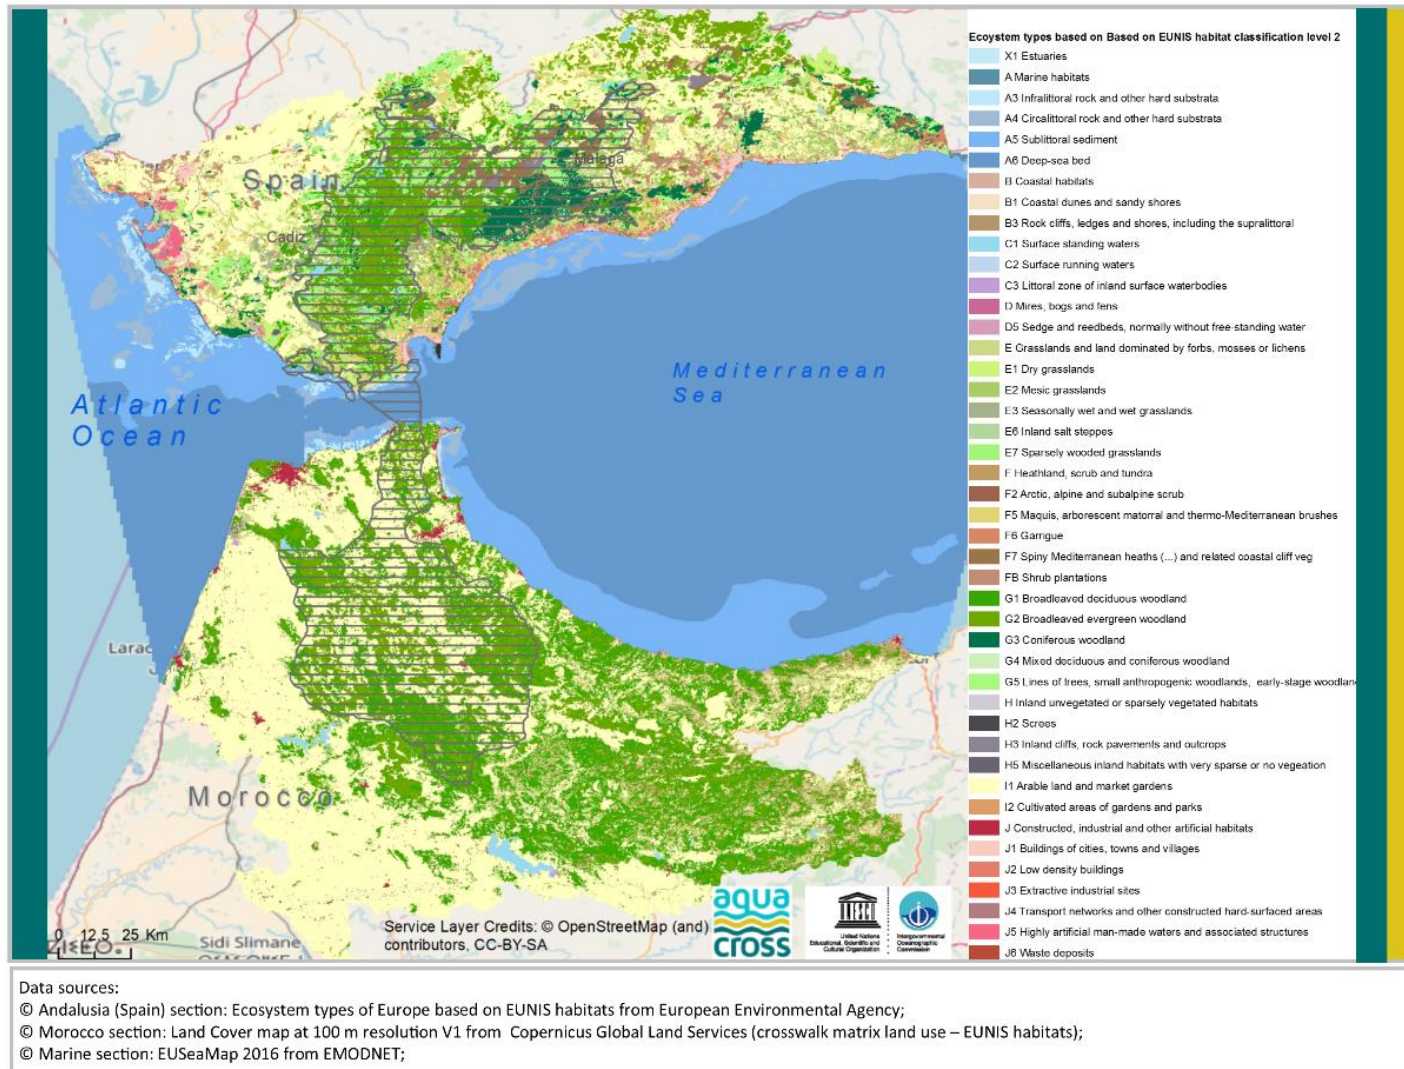 Ecosystem types based on Based on EUNIS habitat classification level 2
X1 Estuaries
A Marine habitats
A3 Infralittoral rock and other hard substrata
A4 Circalittoral rock and other hard substrata
A5 Sublittoral sediment
A6 Deep-sea bed
B Coastal habitats
B1 Coastal dunes and sandy shores
B3 Rock cliffs, ledges and shores, including the supralittoral
C1 Surface standing waters
C2 Surface running waters
C3 Littoral zone of inland surface waterbodies
D Mires, bogs and fens
D5 Sedge and reedbeds, normally without free-standing water
E Grasslands and land dominated by forbs, mosses or lichens
E1 Dry grasslands
E2 Mesic grasslands
E3 Seasonally wet and wet grasslands
E6 Inland salt steppes
E7 Sparsely wooded grasslands
F Heathland, scrub and tundra
F2 Arctic, alpine and subalpine scrub
F5 Maquis, arborescent matorral and thermo-Mediterranean brushes
F6 Garrigue
F7 Spiny Mediterranean heaths (...) and related coastal cliff veg
FB Shrub plantations
G1 Broadleaved deciduous woodland
G2 Broadleaved evergreen woodland
G3 Coniferous woodland
G4 Mixed deciduous and coniferous woodland
G5 Lines of trees, small anthropogenic woodlands, early-stage woodlan
H Inland unvegetated or sparsely vegetated habitats
H2 Screes
H3 Inland cliffs, rock pavements and outcrops
H5 Miscellaneous inland habitats with very sparse or no vegeation
I1 Arable land and market gardens
I2 Cultivated areas of gardens and parks
J Constructed, industrial and other artificial habitats
J1 Buildings of cities, towns and villages
J2 Low density buildings
J3 Extractive industrial sites
J4 Transport networks and other constructed hard-surfaced areas
J5 Highly artificial man-made waters and associated structures
J6 Waste deposits
Malaga
Spain
Cadiz
Mediterranean
Sea
Atlantic
Ocean
Larac
Morocco
0 12.5 25 Km
Sidi Slimane
Service Layer Credits: © OpenStreetMap (and)
contributors, CC-BY-SA
aqua
cross
UNESCO
United Nations
Educational, Scientific and
Cultural Organization
Intergovernmental
Oceanographic
Commission
Data sources:
© Andalusia (Spain) section: Ecosystem types of Europe based on EUNIS habitats from European Environmental Agency;
© Morocco section: Land Cover map at 100 m resolution V1 from Copernicus Global Land Services (crosswalk matrix land use – EUNIS habitats);
© Marine section: EUSeaMap 2016 from EMODNET;